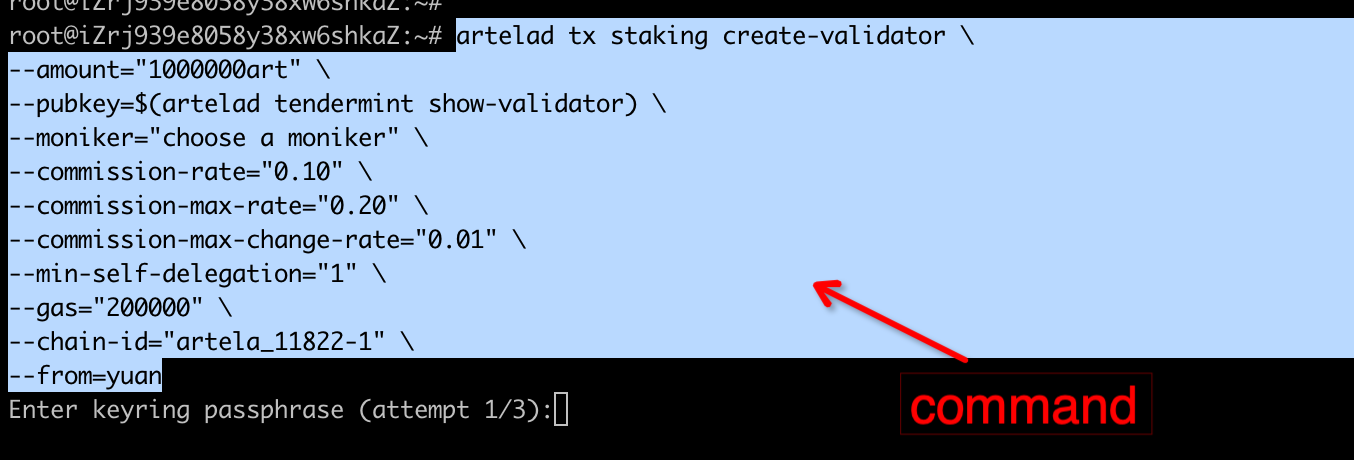 root@iZrj939e8058y38xw6shkaZ:~#
root@iZrj939e8058y38xw6shkaZ:~# artelad tx staking create-validator \
--amount="1000000art" \
--pubkey=$(artelad tendermint show-validator) \
--moniker="choose a moniker" \
--commission-rate="0.10" \
--commission-max-rate="0.20" \
--commission-max-change-rate="0.01" \
--min-self-delegation="1" \
--gas="200000" \
--chain-id="artela_11822-1" \
--from=yuan
Enter keyring passphrase (attempt 1/3):
command